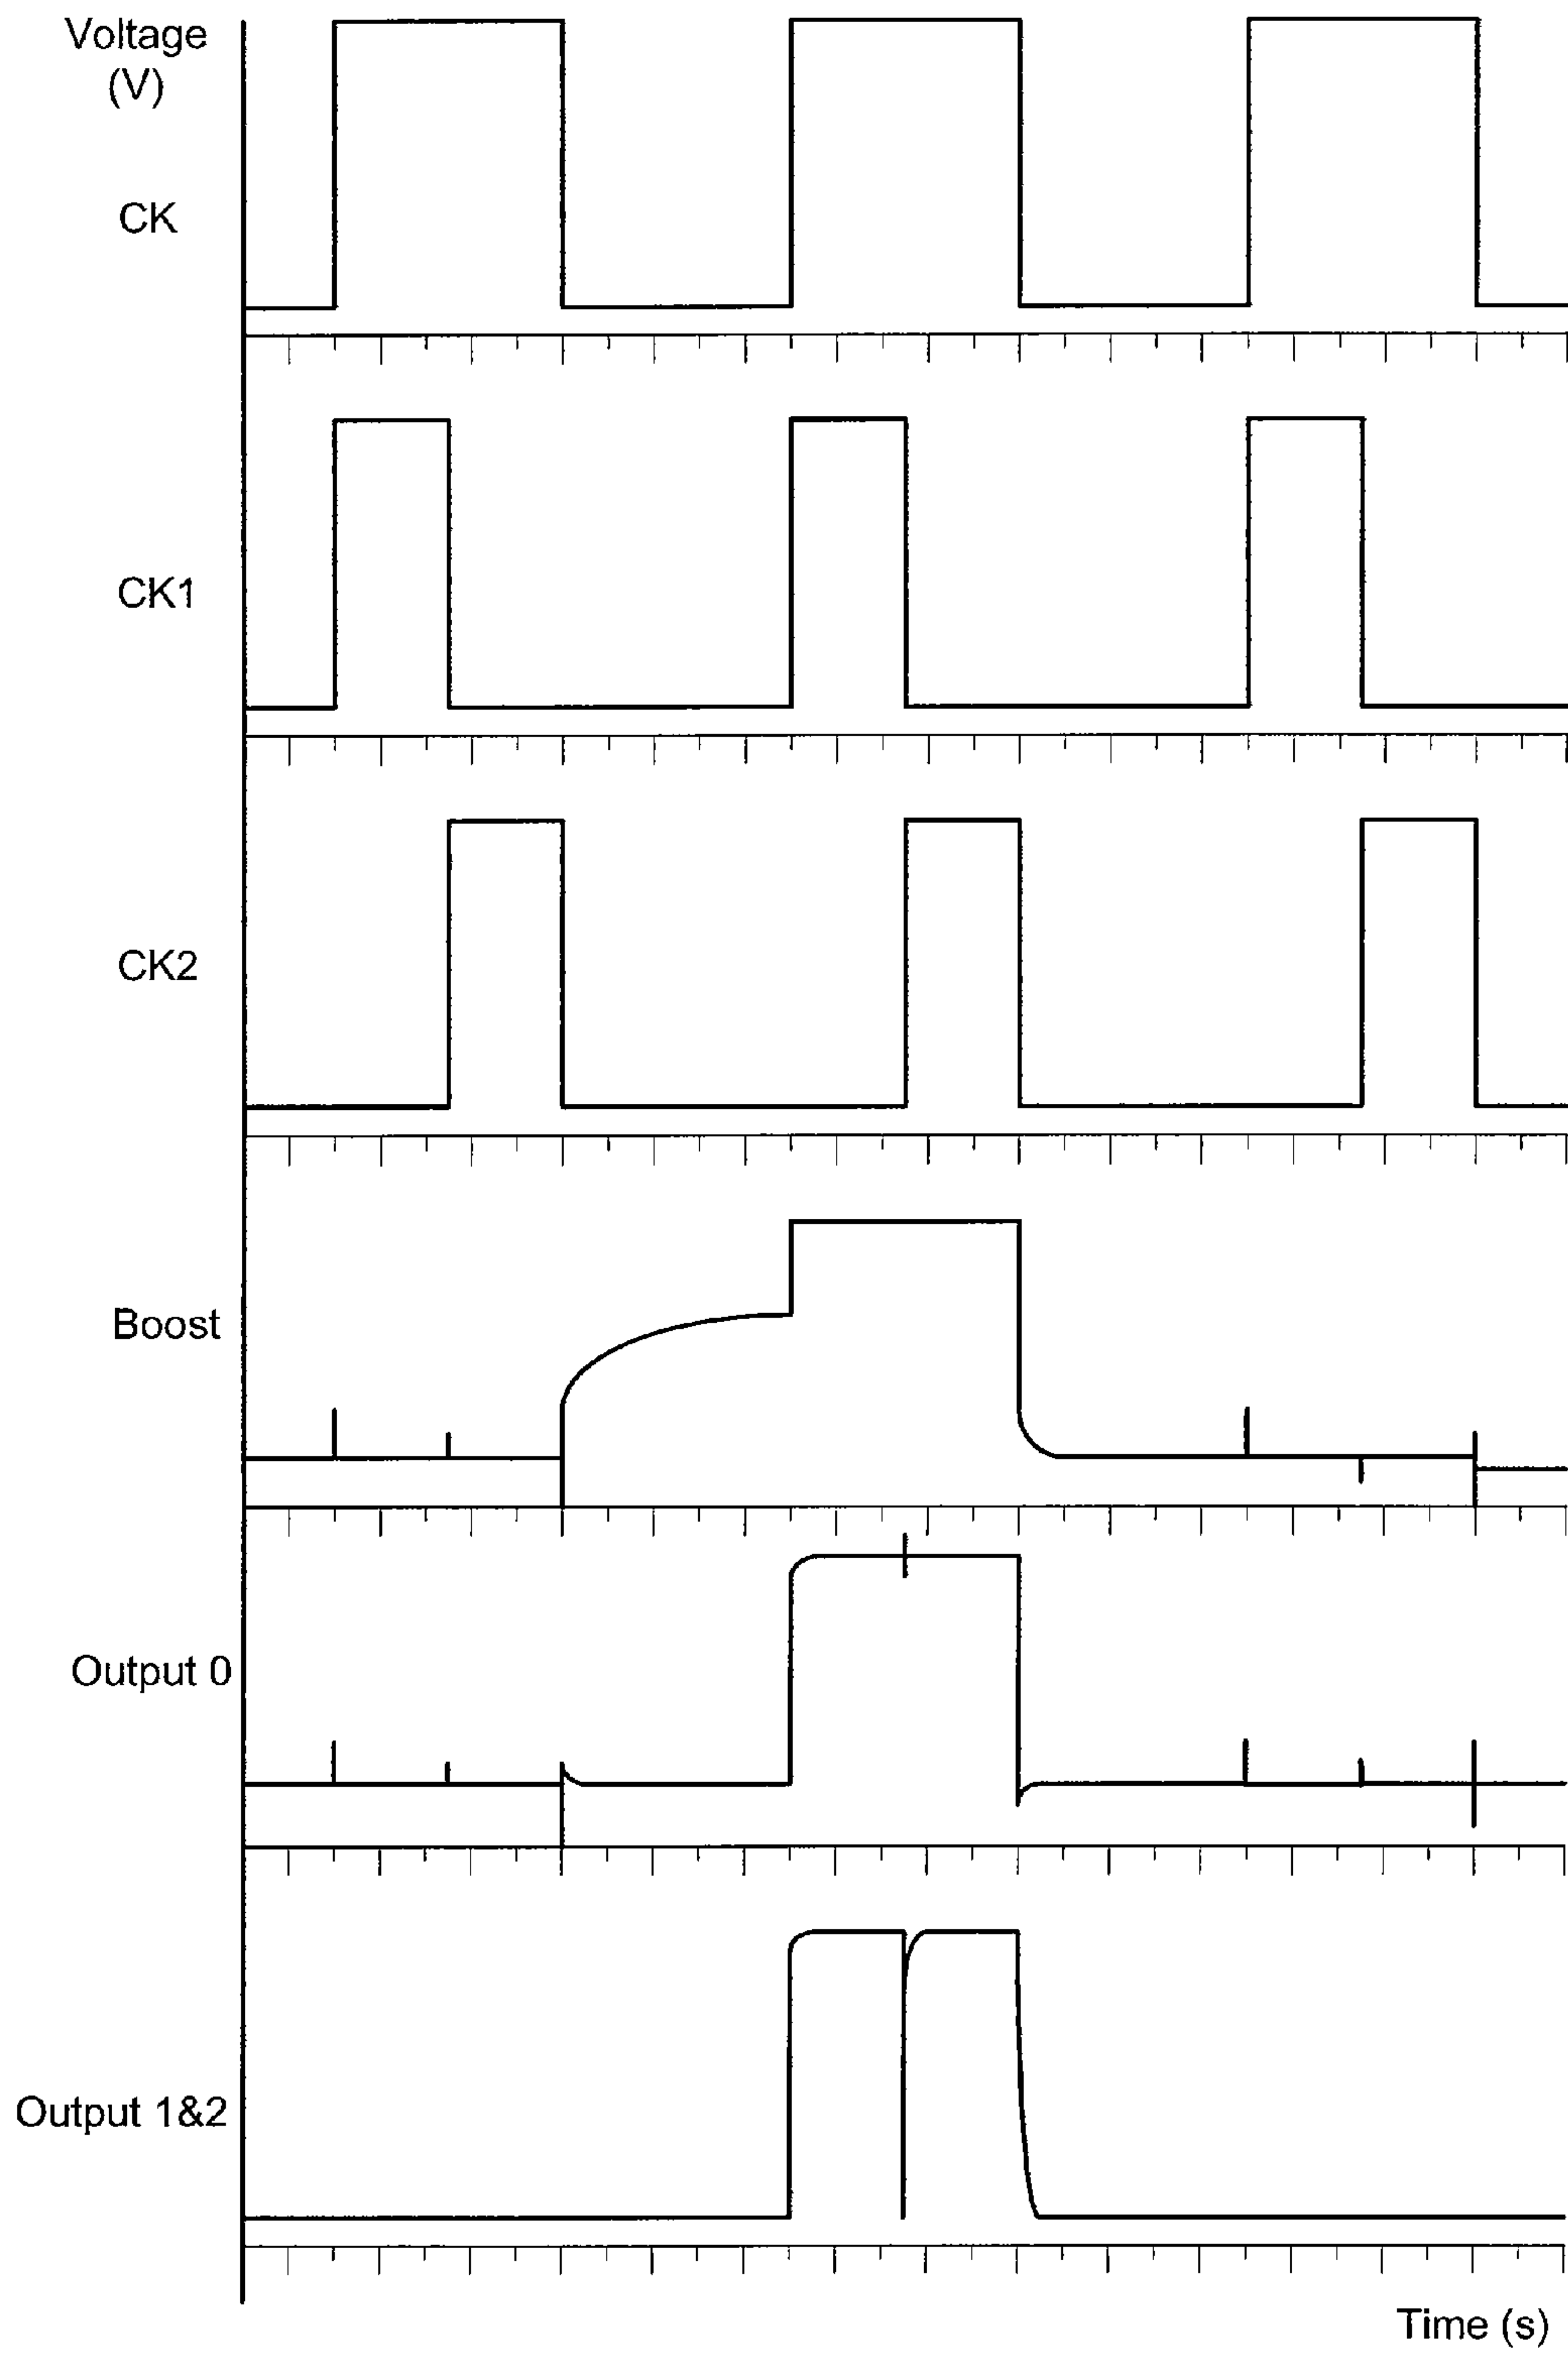 Voltage
(V)
CK
CK1
CK2
Boost
Output 0
Output 1&2
Time (s)